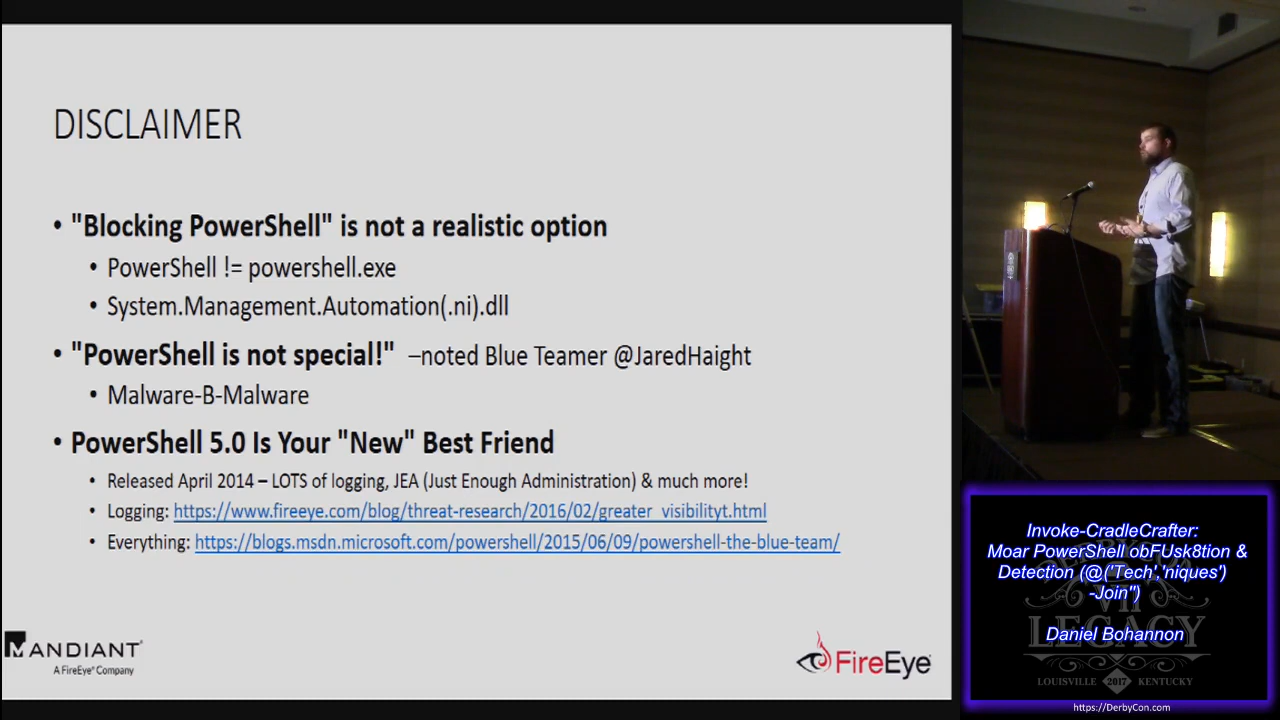 DISCLAIMER
• "Blocking PowerShell" is not a realistic option
• PowerShell != powershell.exe
• System.Management.Automation(.ni).dll
• "PowerShell is not special!" –noted Blue Teamer @JaredHaight
• Malware-B-Malware
• PowerShell 5.0 Is Your "New" Best Friend
• Released April 2014 – LOTS of logging, JEA (Just Enough Administration) & much more!
• Logging: https://www.fireeye.com/blog/threat-research/2016/02/greater_visibilityt.html
• Everything: https://blogs.msdn.microsoft.com/powershell/2015/06/09/powershell-the-blue-team/
MANDIANT
A FireEye® Company
FireEye™
Invoke-CradleCrafter:
Moar PowerShell obFUsk8tion &
Detection (@('Tech','niques')
-Join'')
Daniel Bohannon
DERBYCON
VII
LEGACY
LOUISVILLE 2017 KENTUCKY
https://DerbyCon.com